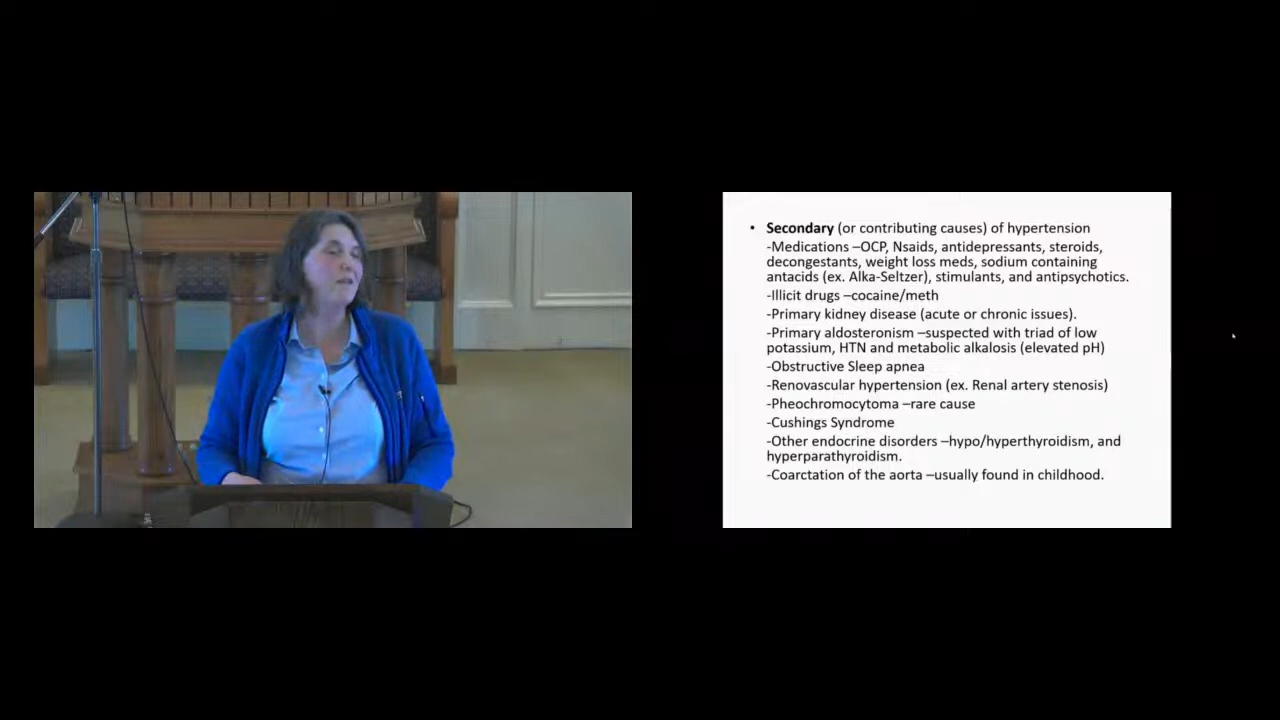 • Secondary (or contributing causes) of hypertension
-Medications –OCP, Nsaids, antidepressants, steroids,
decongestants, weight loss meds, sodium containing
antacids (ex. Alka-Seltzer), stimulants, and antipsychotics.
-Illicit drugs –cocaine/meth
-Primary kidney disease (acute or chronic issues).
-Primary aldosteronism –suspected with triad of low
potassium, HTN and metabolic alkalosis (elevated pH)
-Obstructive Sleep apnea
-Renovascular hypertension (ex. Renal artery stenosis)
-Pheochromocytoma –rare cause
-Cushings Syndrome
-Other endocrine disorders –hypo/hyperthyroidism, and
hyperparathyroidism.
-Coarctation of the aorta –usually found in childhood.